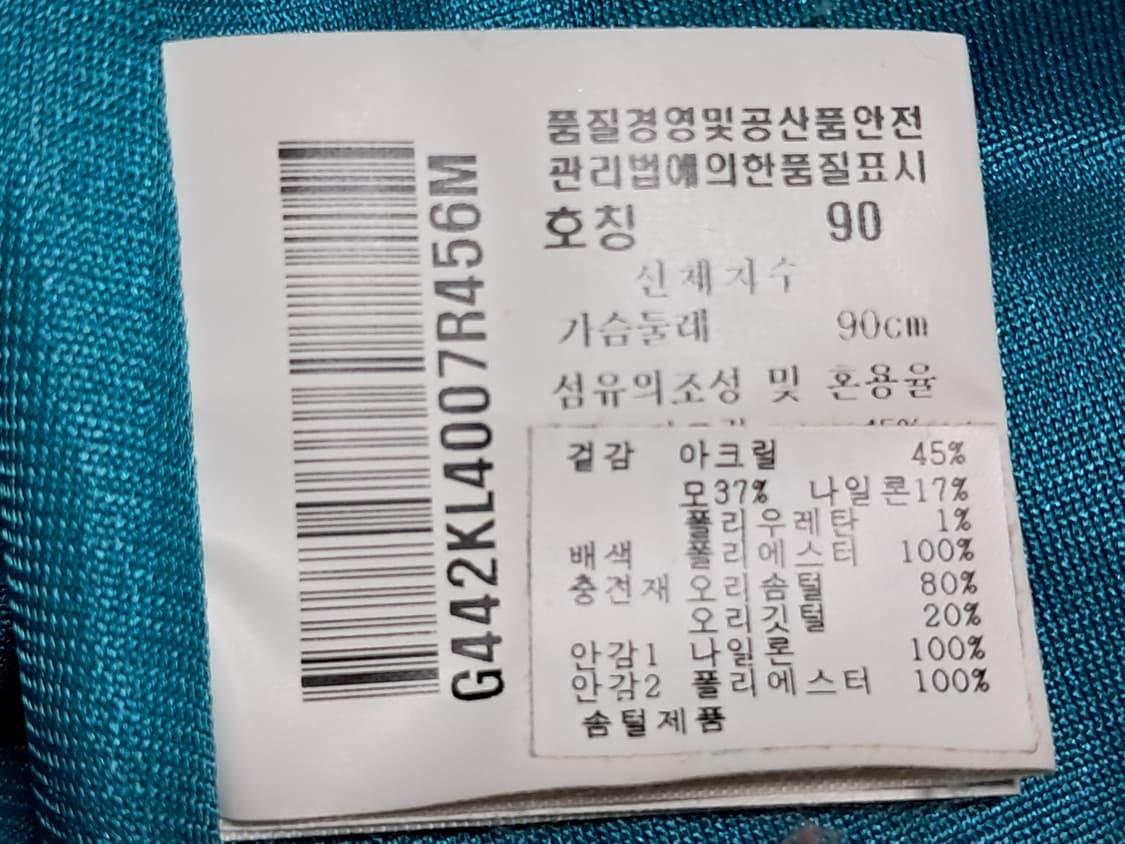 G442KL4007R456M
품질경영및공산품안전
관리법에의한품질표시
호칭 90
신체지수
가슴둘레 90cm
섬유의조성 및 혼용율
겉감 아크릴 45%
모37% 나일론17%
폴리우레탄 1%
배색 폴리에스터 100%
충전재 오리솜털 80%
오리깃털 20%
안감1 나일론 100%
안감2 폴리에스터 100%
솜털제품